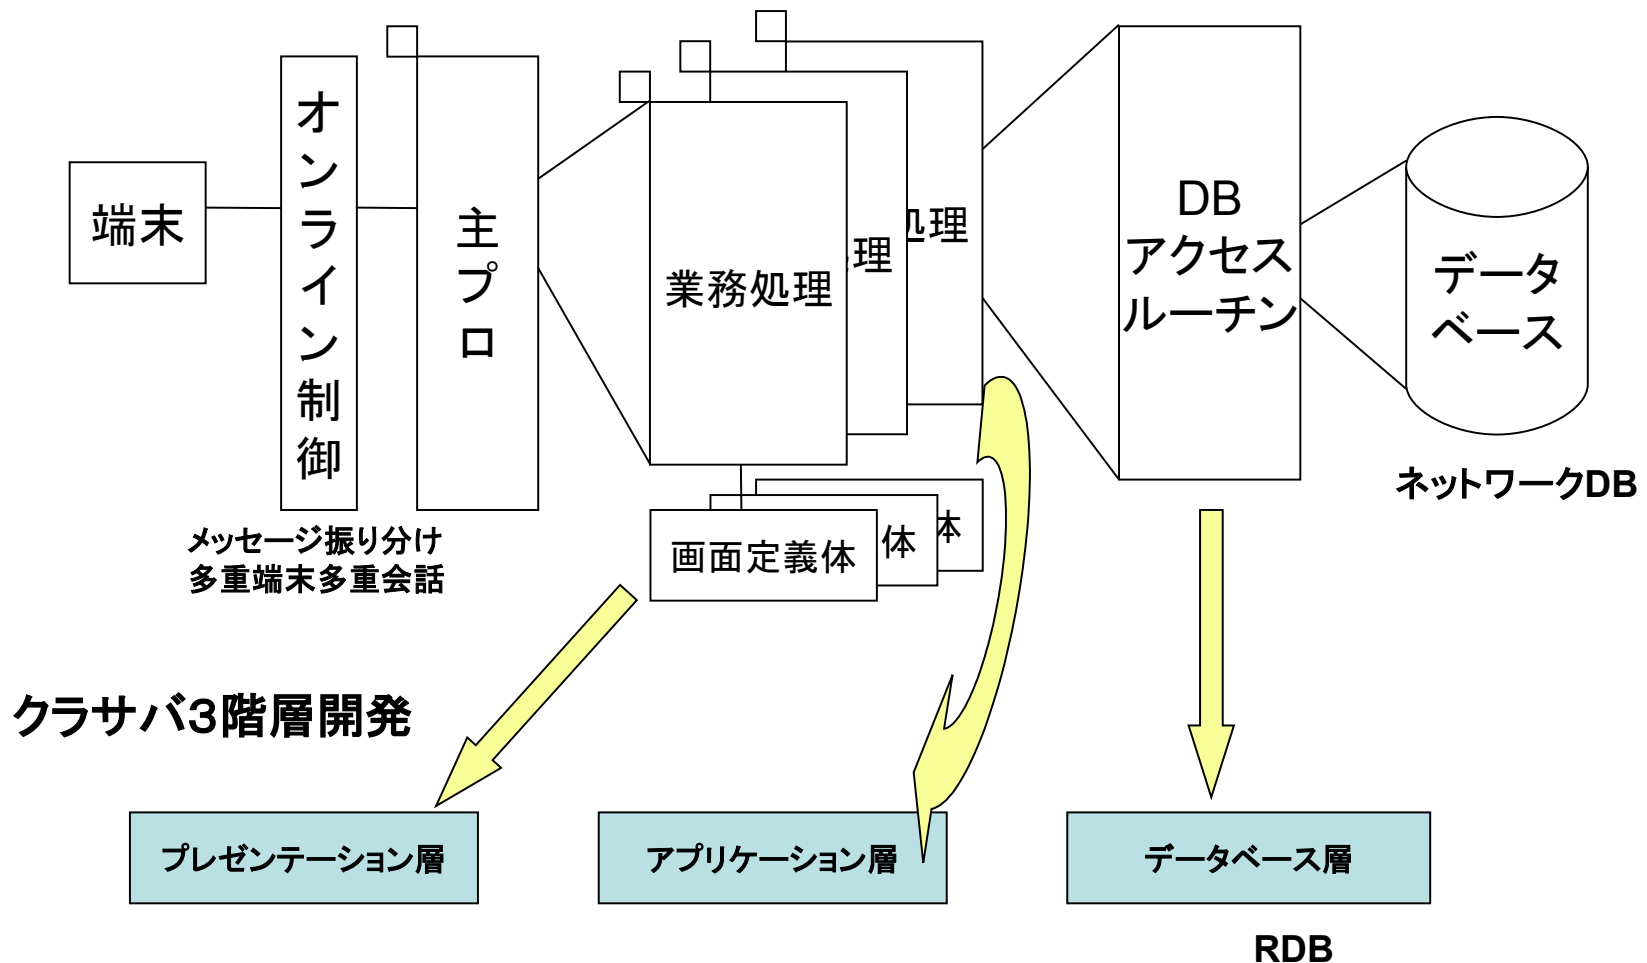 端末
オンライン制御
主プロ
業務処理
理
処理
DB
アクセス
ルーチン
データ
ベース
ネットワークDB
メッセージ振り分け
多重端末多重会話
画面定義体
体
体
クラサバ3階層開発
プレゼンテーション層
アプリケーション層
データベース層
RDB